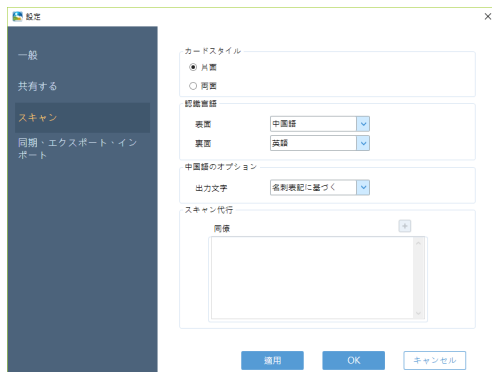 設定
一般
共有する
スキャン
同期・エクスポート・イン
ポート
カードスタイル
片面
両面
認識言語
表面
中国語
裏面
英語
中国語のオプション
出力文字
名刺表記に基づく
スキャン代行
同僚
適用
OK
キャンセル